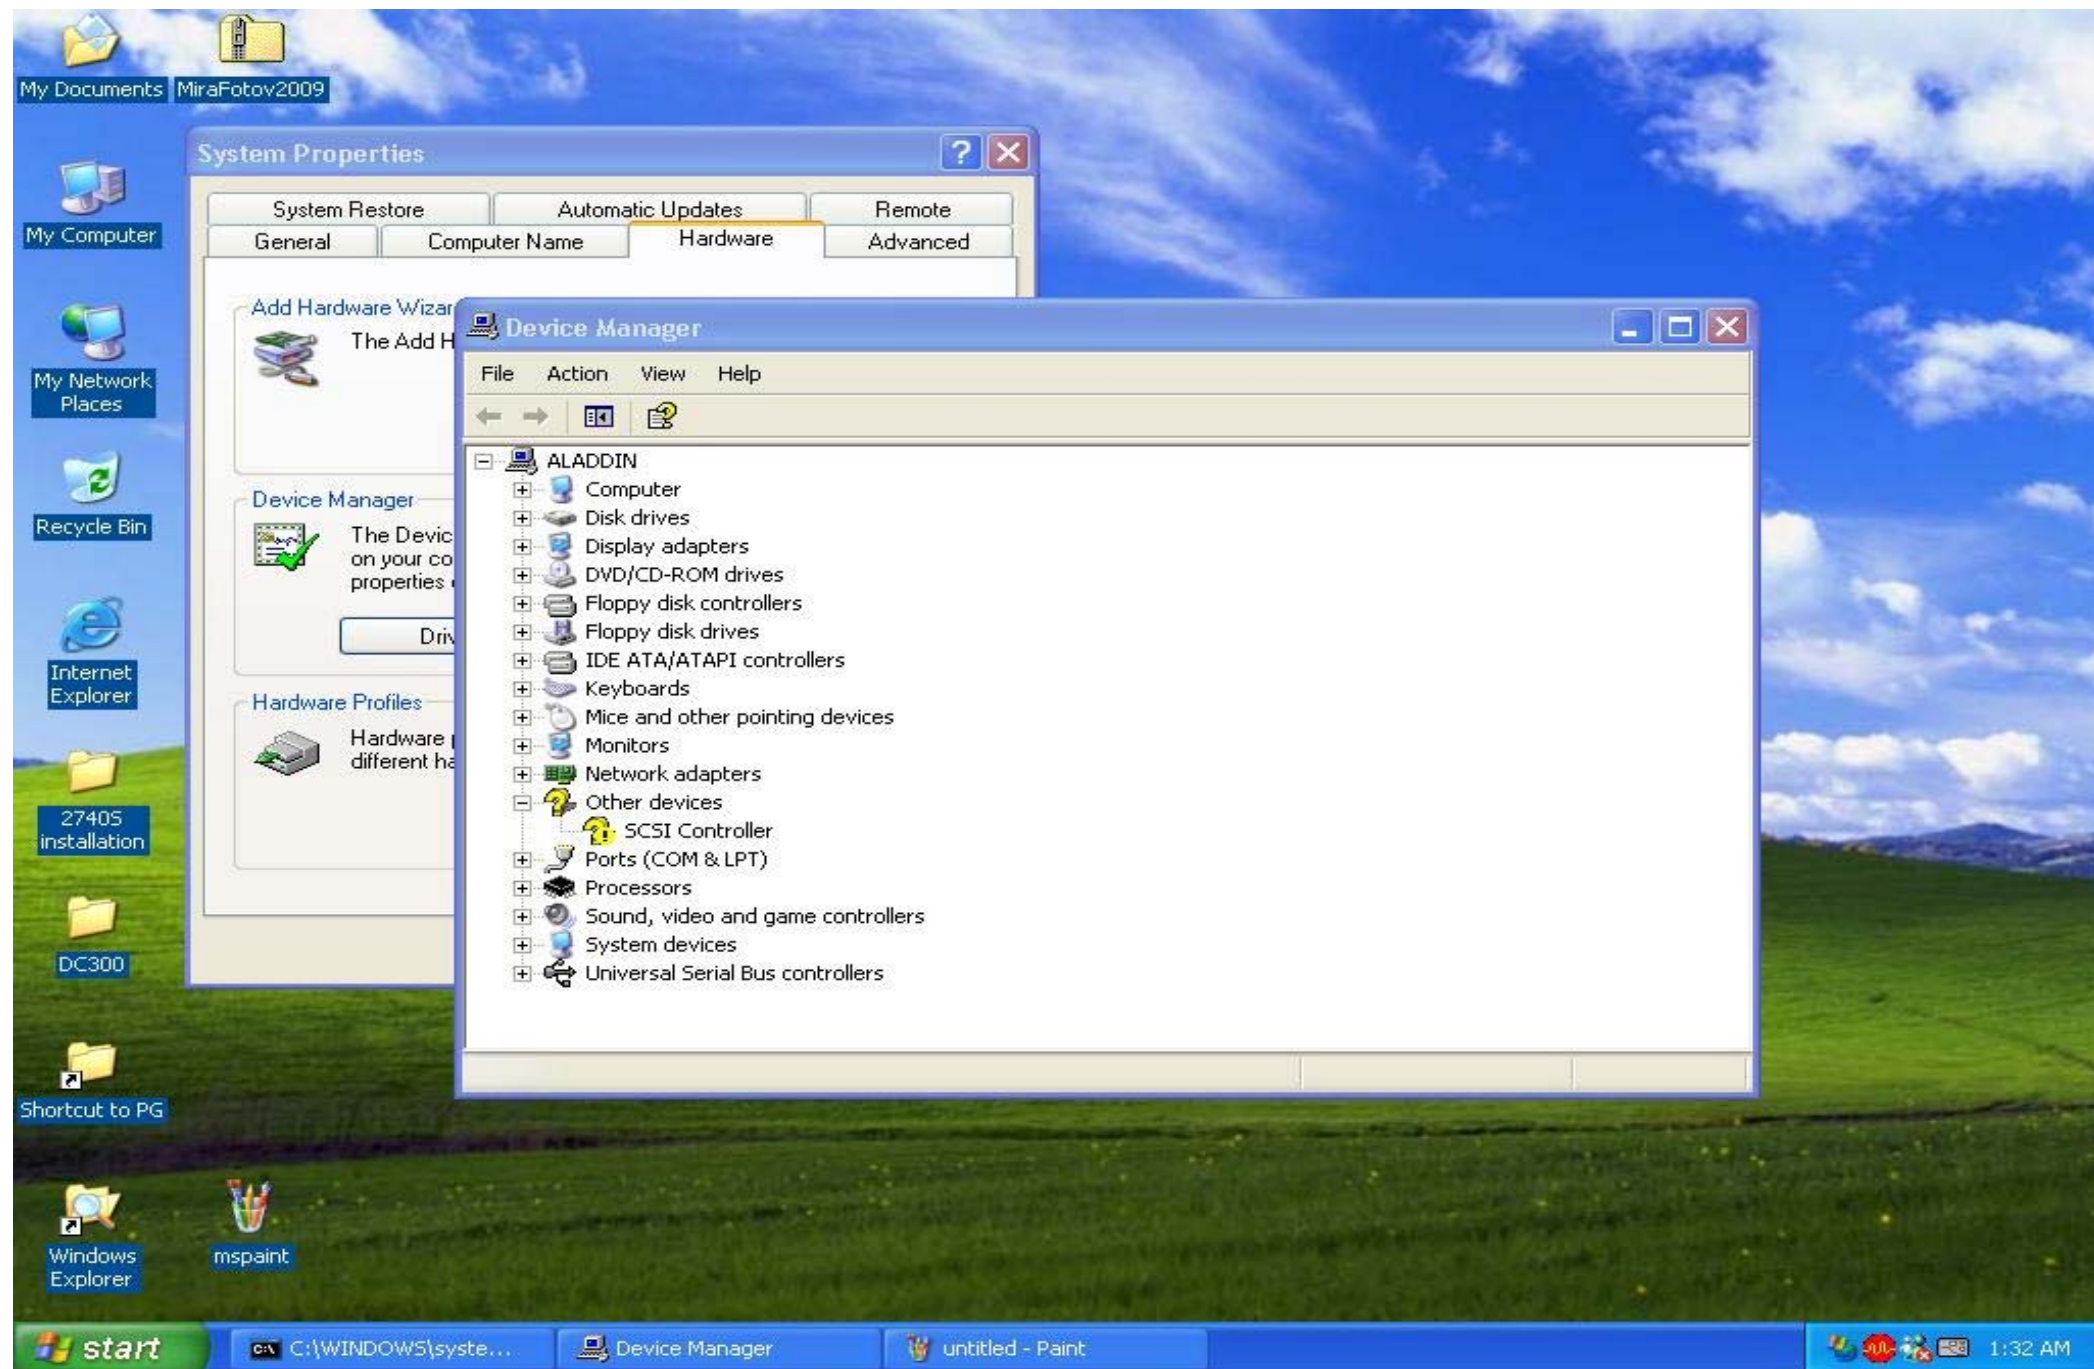 My Documents
MiraFotov2009
My Computer
My Network
Places
Recycle Bin
Internet
Explorer
2740S
installation
DC300
Shortcut to PG
Windows
Explorer
mspaint
System Properties
System Restore
Automatic Updates
Remote
General
Computer Name
Hardware
Advanced
Add Hardware Wizar
The Add H
Device Manager
The Devic
on your co
properties
Driv
Hardware Profiles
Hardware
different ha
Device Manager
File Action View Help
ALADDIN
Computer
Disk drives
Display adapters
DVD/CD-ROM drives
Floppy disk controllers
Floppy disk drives
IDE ATA/ATAPI controllers
Keyboards
Mice and other pointing devices
Monitors
Network adapters
Other devices
SCSI Controller
Ports (COM & LPT)
Processors
Sound, video and game controllers
System devices
Universal Serial Bus controllers
start
C:\WINDOWS\syste...
Device Manager
untitled - Paint
1:32 AM